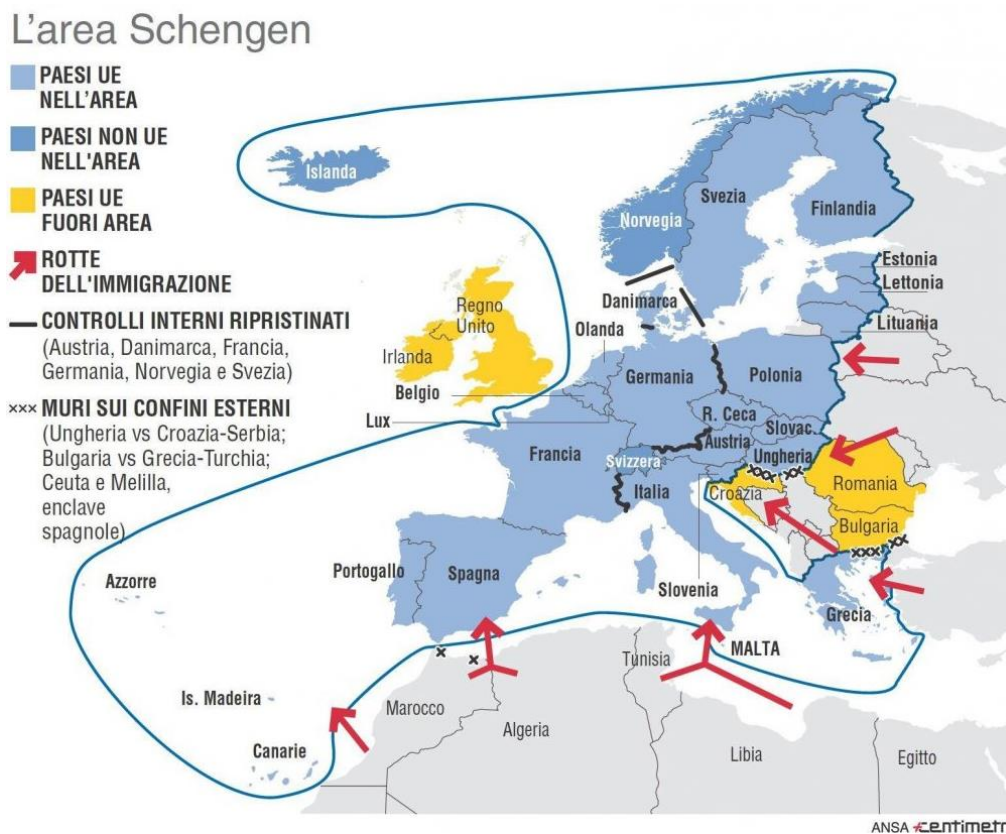 L'area Schengen
PAESI UE
NELL'AREA
PAESI NON UE
NELL'AREA
PAESI UE
FUORI AREA
ROTTE
DELL'IMMIGRAZIONE
CONTROLLI INTERNI RIPRISTINATI
(Austria, Danimarca, Francia,
Germania, Norvegia e Svezia)
××× MURI SUI CONFINI ESTERNI
(Ungheria vs Croazia-Serbia;
Bulgaria vs Grecia-Turchia;
Ceuta e Melilla,
enclave
spagnole)
Islanda
Svezia
Norvegia
Finlandia
Estonia
Lettonia
Lituania
Danimarca
Olanda
Regno
Unito
Irlanda
Belgio
Lux
Germania
Polonia
R. Ceca
Slovac.
Austria
Ungheria
Francia
Svizzera
Italia
Croazia
Romania
Bulgaria
Portogallo
Spagna
Slovenia
Grecia
MALTA
Azzorre
Is. Madeira
Canarie
Marocco
Algeria
Tunisia
Libia
Egitto
ANSA centimetri